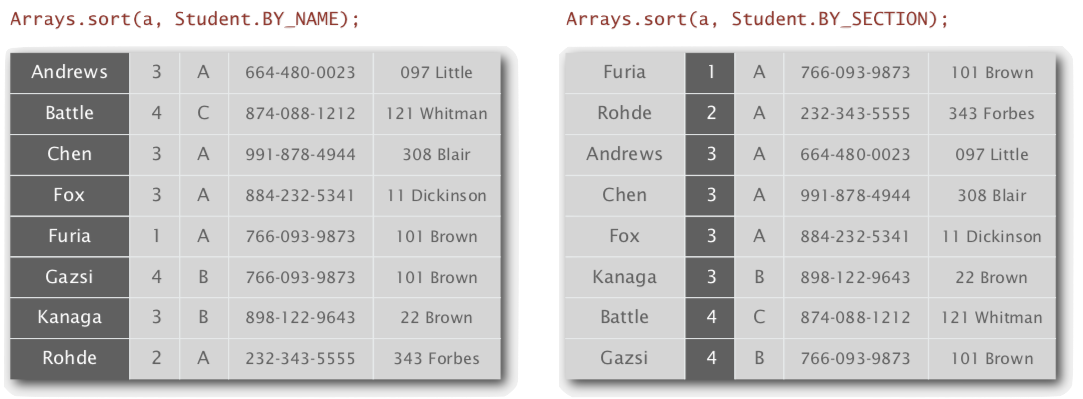 Arrays.sort(a, Student.BY_NAME);
Andrews 3 A 664-480-0023 097 Little
Battle 4 C 874-088-1212 121 Whitman
Chen 3 A 991-878-4944 308 Blair
Fox 3 A 884-232-5341 11 Dickinson
Furia 1 A 766-093-9873 101 Brown
Gazsi 4 B 766-093-9873 101 Brown
Kanaga 3 B 898-122-9643 22 Brown
Rohde 2 A 232-343-5555 343 Forbes
Arrays.sort(a, Student.BY_SECTION);
Furia 1 A 766-093-9873 101 Brown
Rohde 2 A 232-343-5555 343 Forbes
Andrews 3 A 664-480-0023 097 Little
Chen 3 A 991-878-4944 308 Blair
Fox 3 A 884-232-5341 11 Dickinson
Kanaga 3 B 898-122-9643 22 Brown
Battle 4 C 874-088-1212 121 Whitman
Gazsi 4 B 766-093-9873 101 Brown